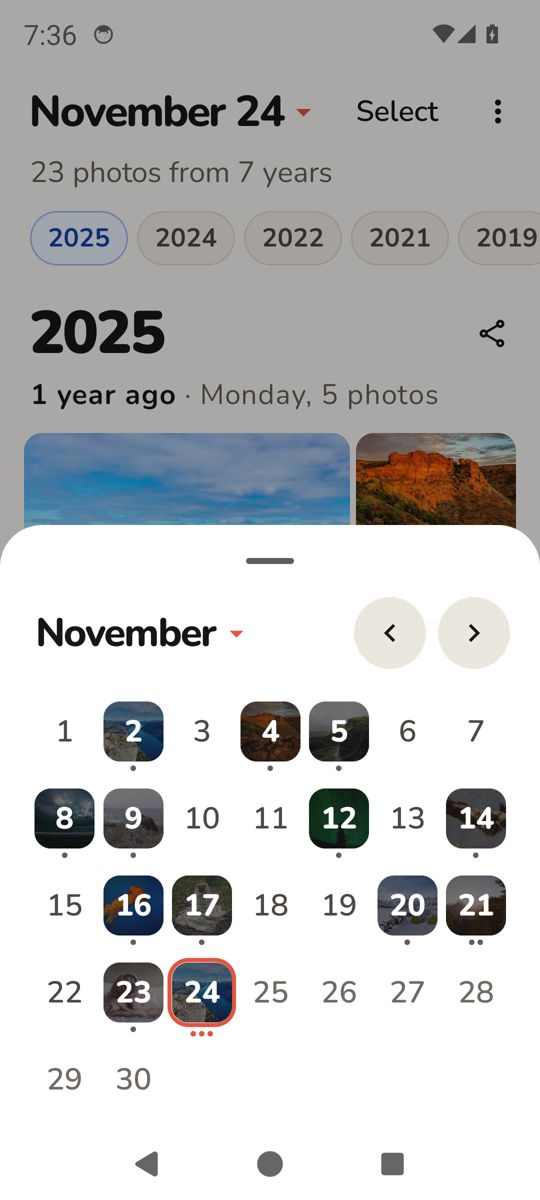 7:36
November 24 Select
23 photos from 7 years
2025 2024 2022 2021 2019
2025
1 year ago · Monday, 5 photos
November
1 2 3 4 5 6 7
8 9 10 11 12 13 14
15 16 17 18 19 20 21
22 23 24 25 26 27 28
29 30